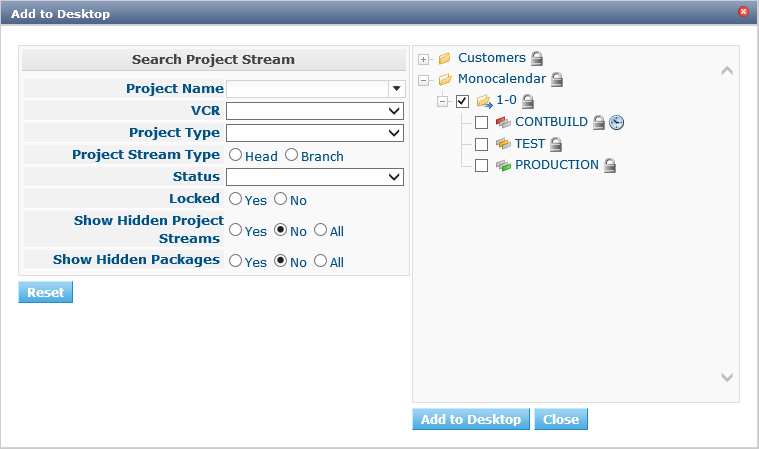 Add to Desktop
Search Project Stream
Project Name
VCR
Project Type
Project Stream Type Head Branch
Status
Locked Yes No
Show Hidden Project
Streams Yes No All
Show Hidden Packages Yes No All
Reset
Customers
Monocalendar
1-0
CONTBUILD
TEST
PRODUCTION
Add to Desktop Close